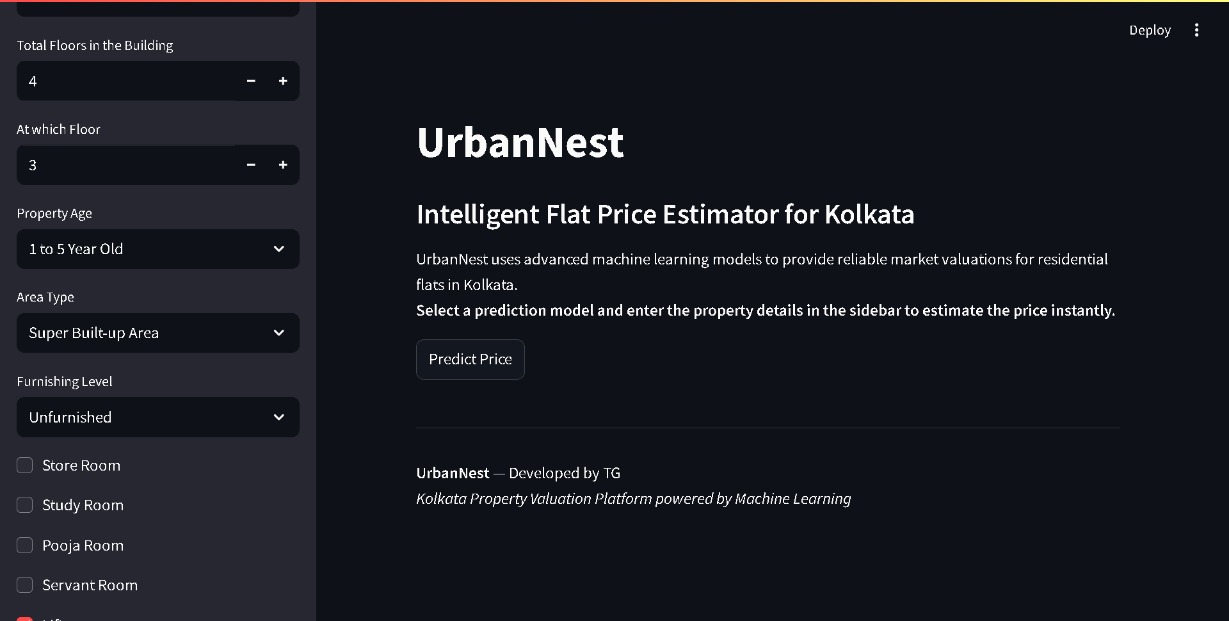 Total Floors in the Building
4
At which Floor
3
Property Age
1 to 5 Year Old
Area Type
Super Built-up Area
Furnishing Level
Unfurnished
Store Room
Study Room
Pooja Room
Servant Room
Deploy
UrbanNest
Intelligent Flat Price Estimator for Kolkata
UrbanNest uses advanced machine learning models to provide reliable market valuations for residential
flats in Kolkata.
Select a prediction model and enter the property details in the sidebar to estimate the price instantly.
Predict Price
UrbanNest — Developed by TG
Kolkata Property Valuation Platform powered by Machine Learning